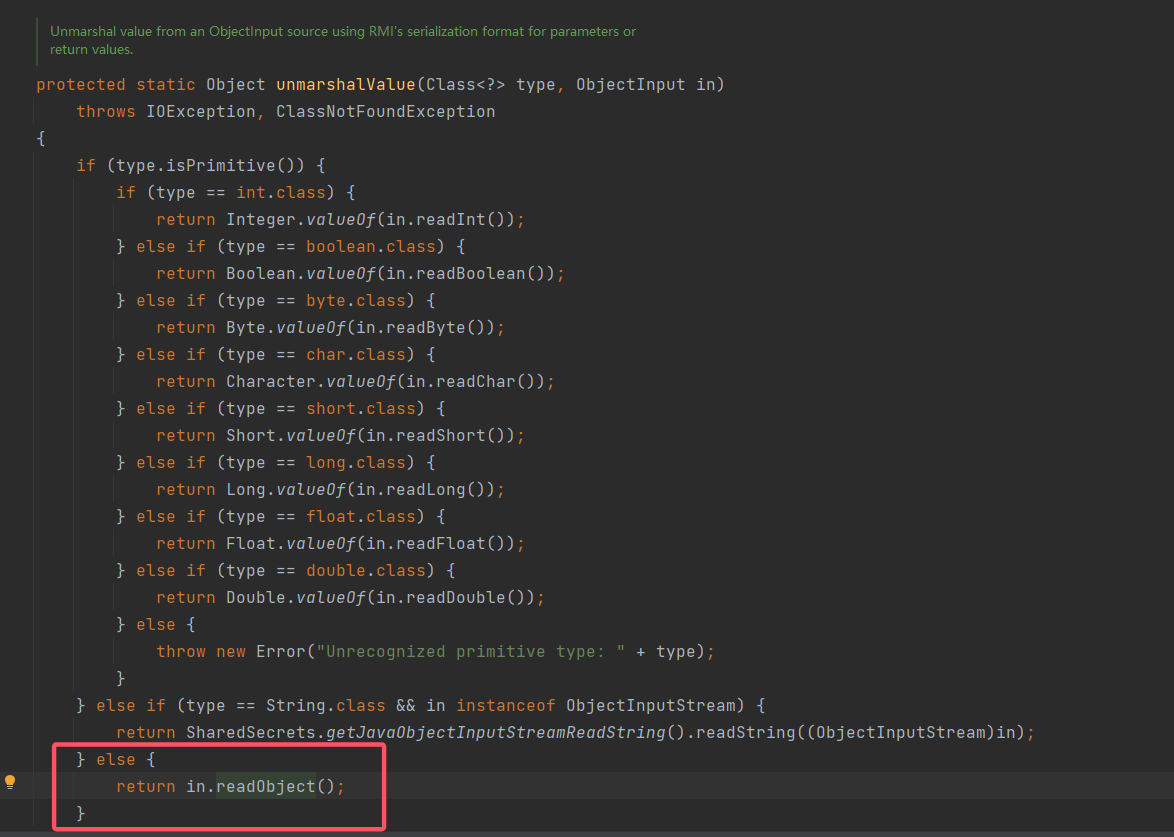 Unmarshal value from an ObjectInput source using RMI's serialization format for parameters or
return values.
protected static Object unmarshalValue(Class<?> type, ObjectInput in)
    throws IOException, ClassNotFoundException
{
    if (type.isPrimitive()) {
        if (type == int.class) {
            return Integer.valueOf(in.readInt());
        } else if (type == boolean.class) {
            return Boolean.valueOf(in.readBoolean());
        } else if (type == byte.class) {
            return Byte.valueOf(in.readByte());
        } else if (type == char.class) {
            return Character.valueOf(in.readChar());
        } else if (type == short.class) {
            return Short.valueOf(in.readShort());
        } else if (type == long.class) {
            return Long.valueOf(in.readLong());
        } else if (type == float.class) {
            return Float.valueOf(in.readFloat());
        } else if (type == double.class) {
            return Double.valueOf(in.readDouble());
        } else {
            throw new Error("Unrecognized primitive type: " + type);
        }
    } else if (type == String.class && in instanceof ObjectInputStream) {
        return SharedSecrets.getJavaObjectInputStreamReadString().readString((ObjectInputStream)in);
    } else {
        return in.readObject();
    }